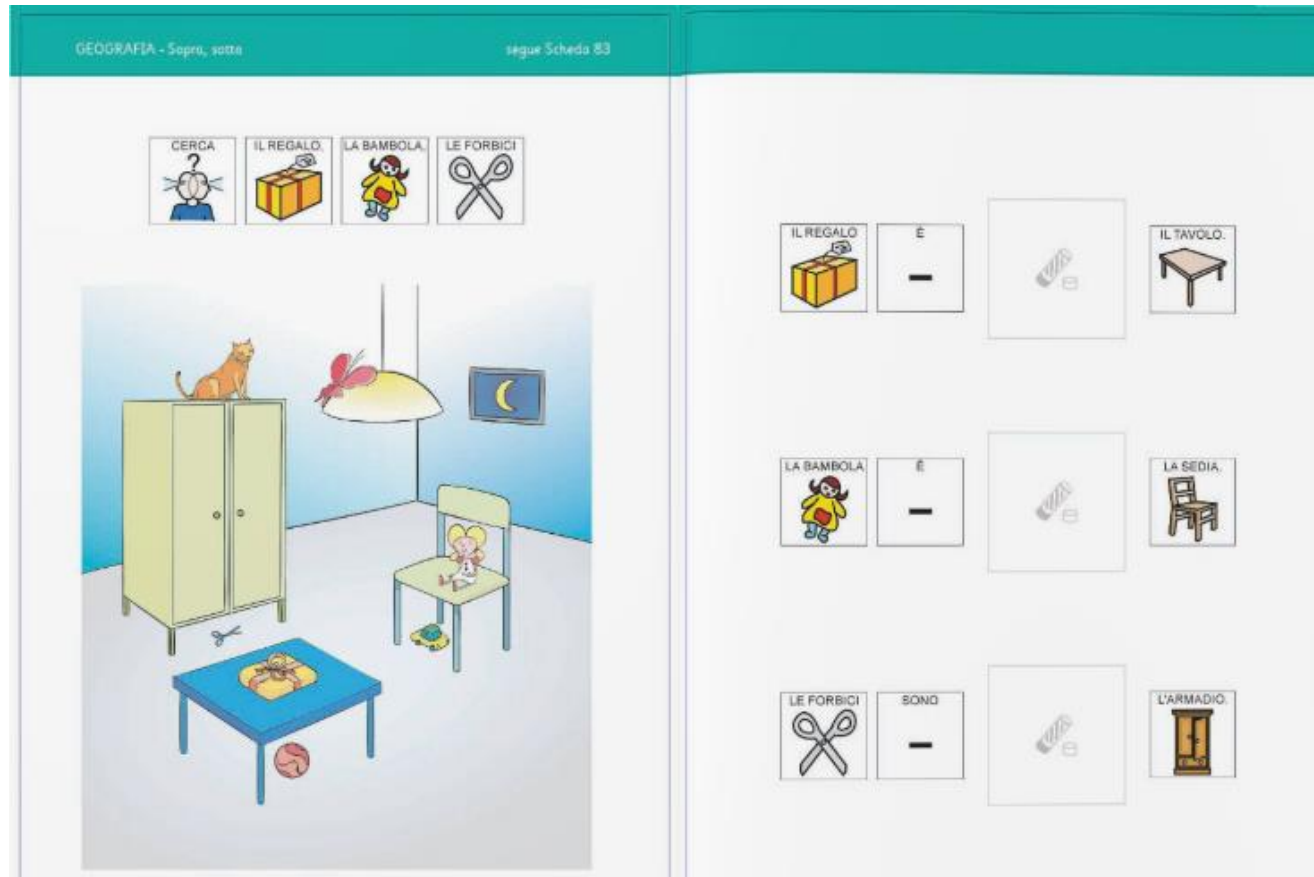 GEOGRAFIA - Sopra, sotto
segue Scheda 83
CERCA
?
IL REGALO,
LA BAMBOLA,
LE FORBICI
IL REGALO
È
IL TAVOLO.
LA BAMBOLA
È
LA SEDIA.
LE FORBICI
SONO
L'ARMADIO.